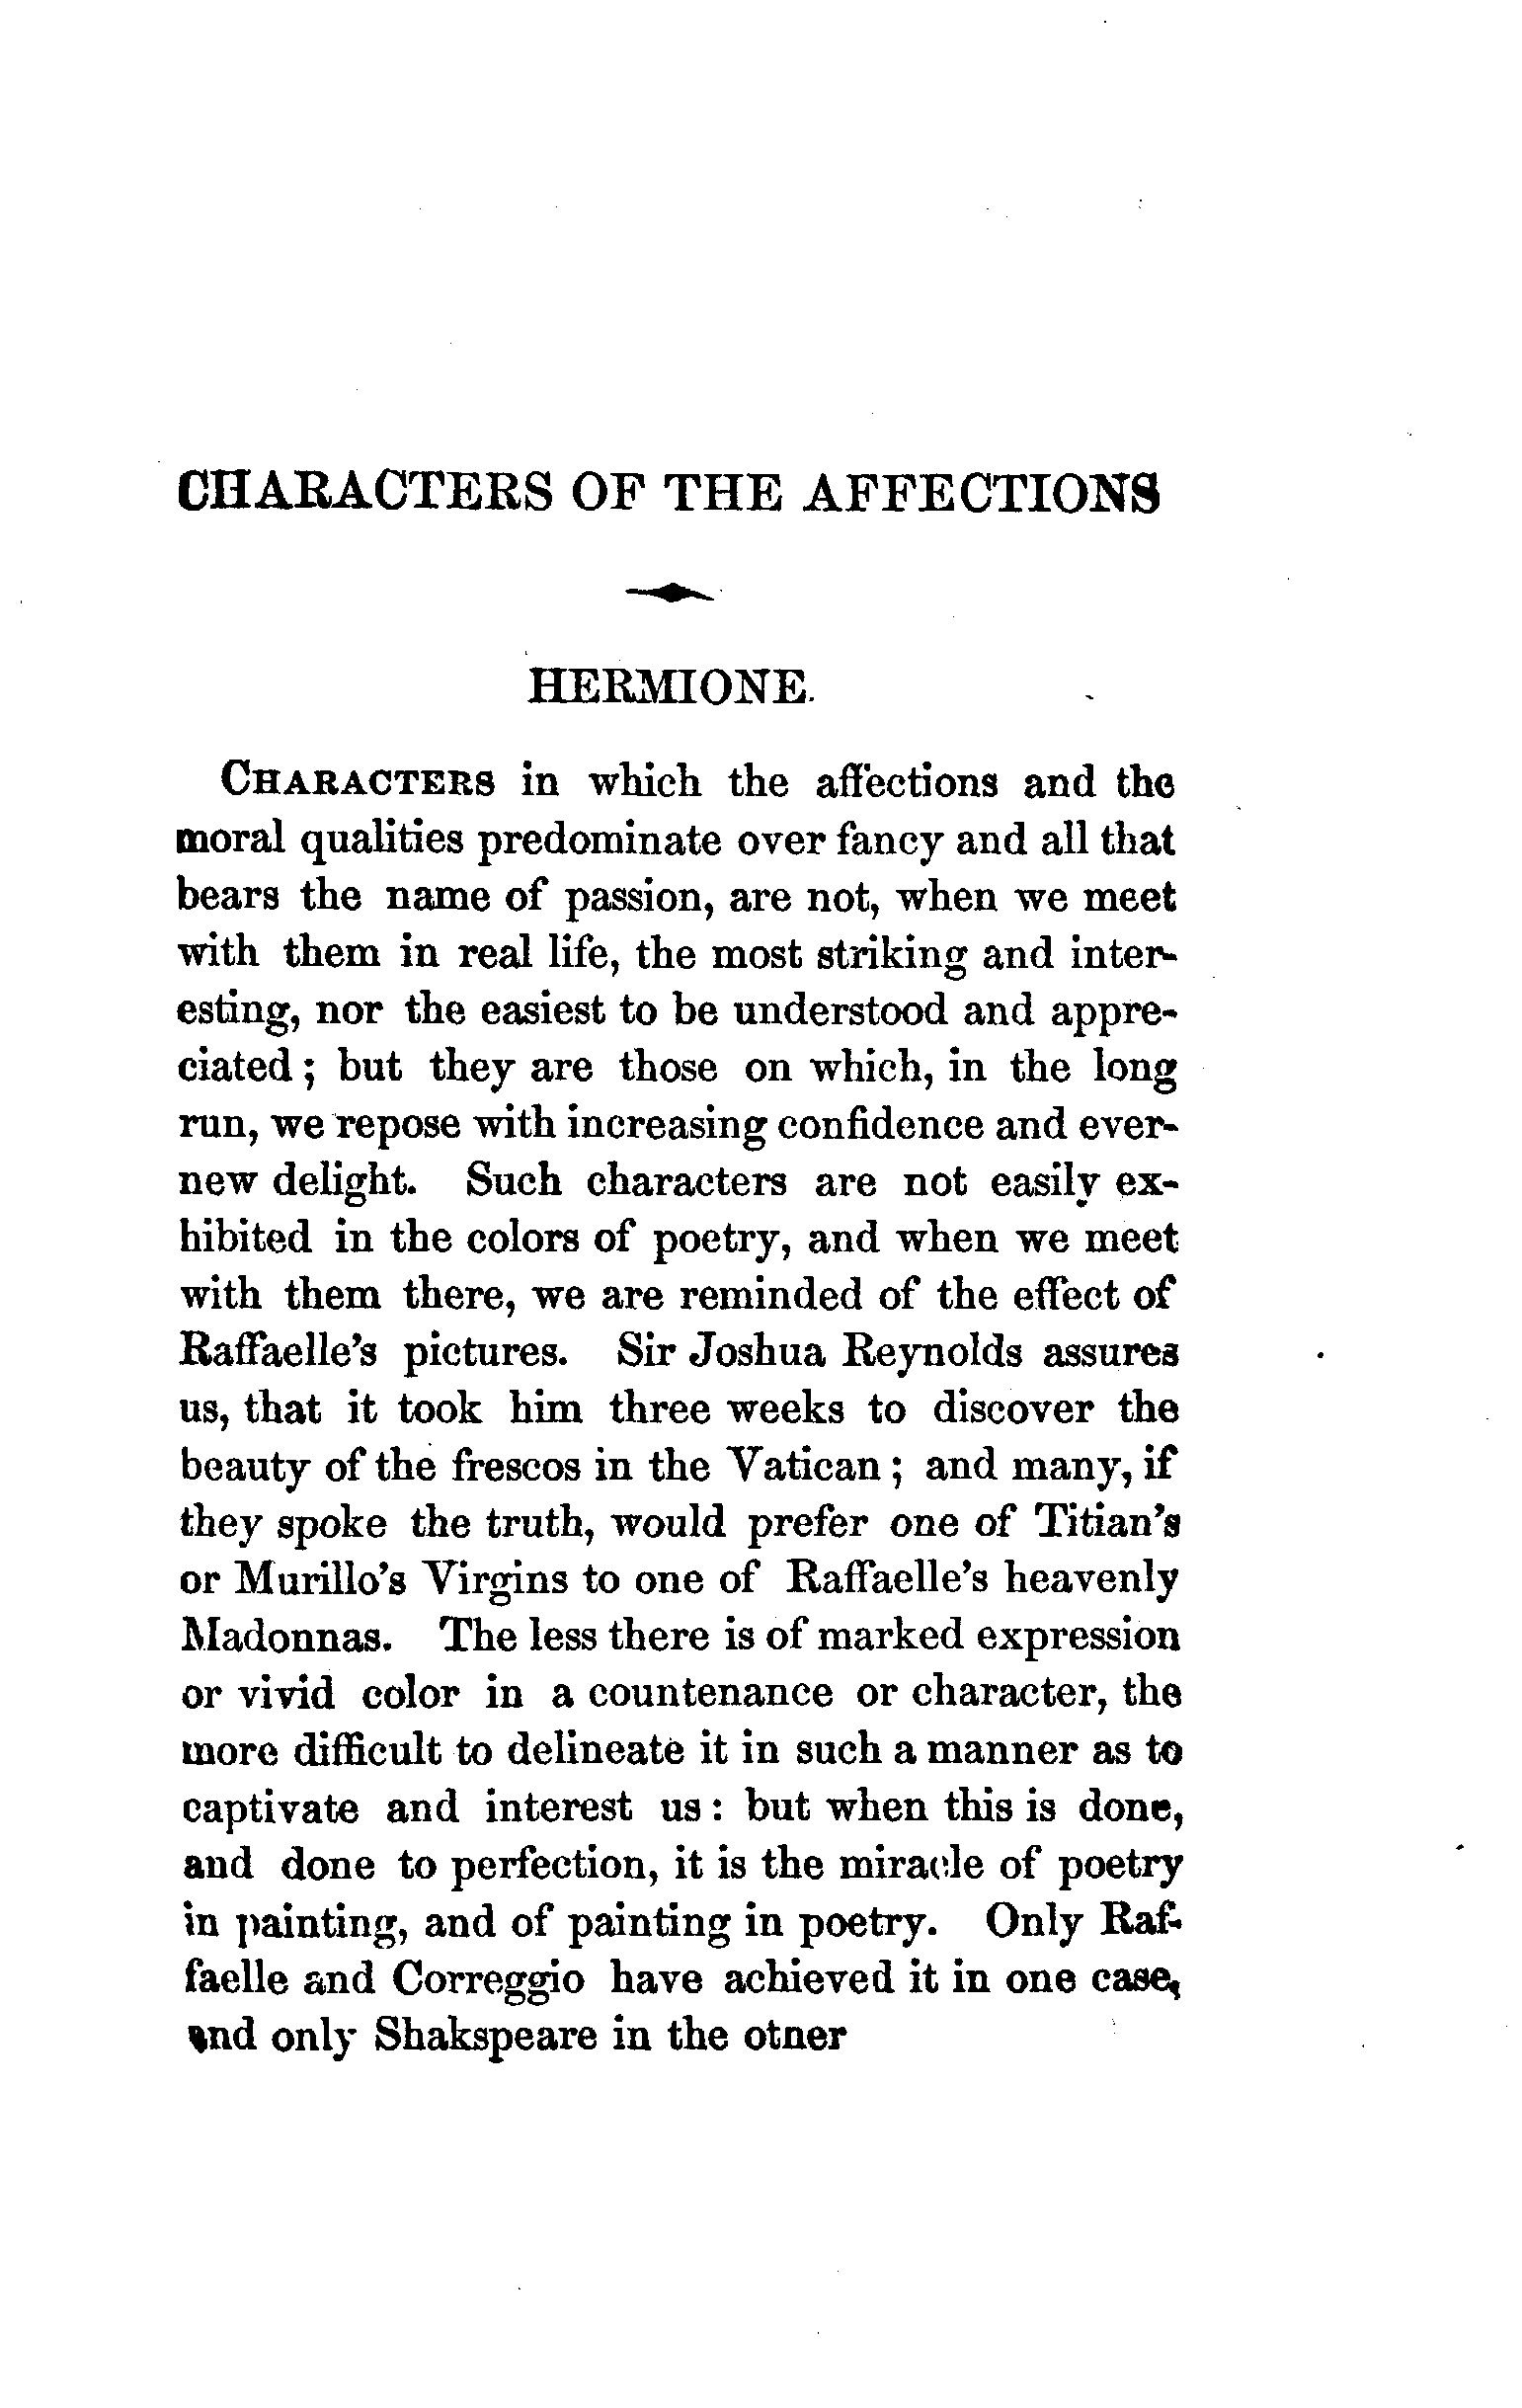 CHARACTERS OF THE AFFECTIONS
HERMIONE.
CHARACTERS in which the affections and the
moral qualities predominate over fancy and all that
bears the name of passion, are not, when we meet
with them in real life, the most striking and inter-
esting, nor the easiest to be understood and appre-
ciated; but they are those on which, in the long
run, we repose with increasing confidence and ever-
new delight. Such characters are not easily ex-
hibited in the colors of poetry, and when we meet
with them there, we are reminded of the effect of
Raffaelle's pictures. Sir Joshua Reynolds assures
us, that it took him three weeks to discover the
beauty of the frescos in the Vatican; and many, if
they spoke the truth, would prefer one of Titian's
or Murillo's Virgins to one of Raffaelle's heavenly
Madonnas. The less there is of marked expression
or vivid color in a countenance or character, the
more difficult to delineate it in such a manner as to
captivate and interest us: but when this is done,
and done to perfection, it is the miracle of poetry
in painting, and of painting in poetry. Only Raf-
faelle and Correggio have achieved it in one case,
and only Shakspeare in the other